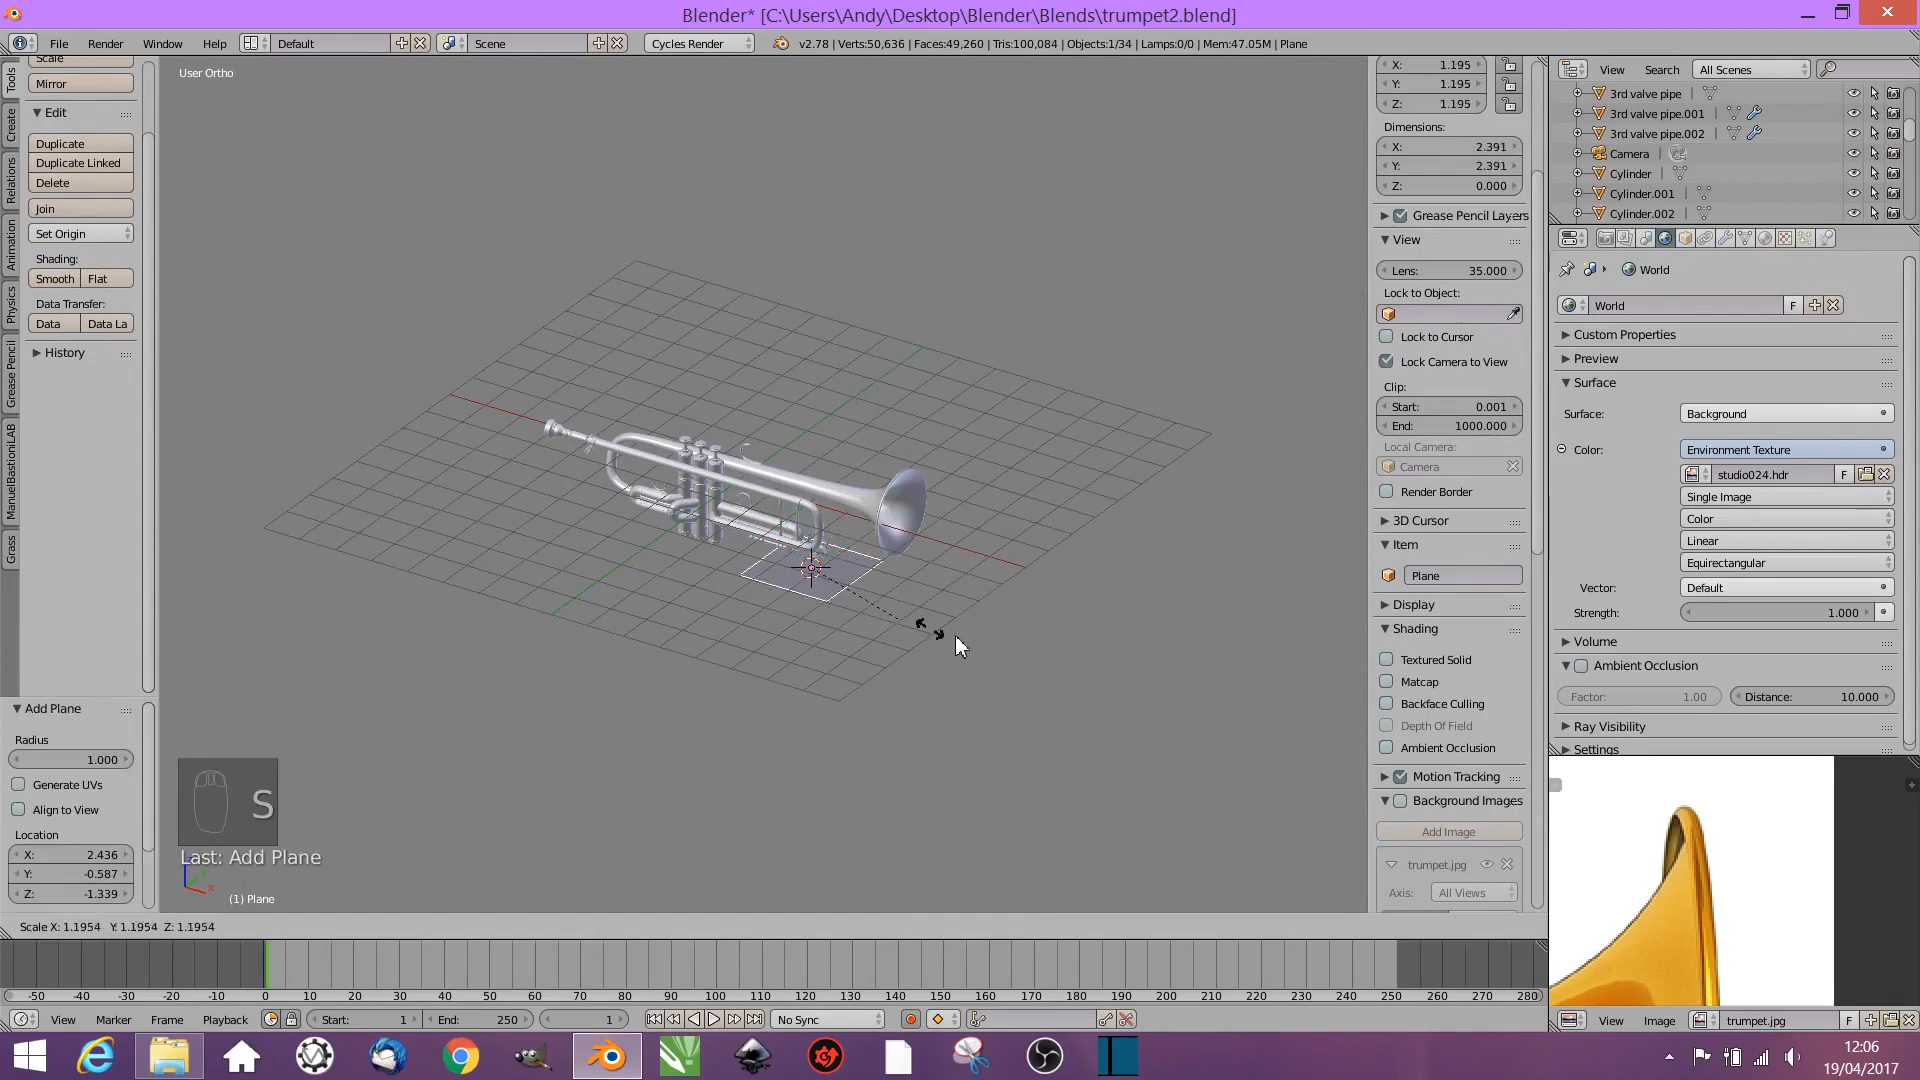 Blender* [C:\Users\Andy\Desktop\Blender\Blends\trumpet2.blend]
File Render Window Help Default Scene Cycles Render v2.78 | Verts:50,636 | Faces:49,260 | Tris:100,084 | Objects:1/34 | Lamps:0/0 | Mem:47.05M | Plane
Tools
Create
Relations
Animation
Physics
Grease Pencil
ManuelBastioniLAB
Grass
Scale
Mirror
Edit
Duplicate
Duplicate Linked
Delete
Join
Set Origin
Shading:
Smooth Flat
Data Transfer:
Data Data La
History
Add Plane
Radius
1.000
Generate UVs
Align to View
Location
X: 2.436
Y: -0.587
Z: -1.339
User Ortho
S
Last: Add Plane
(1) Plane
Scale X: 1.1954 Y: 1.1954 Z: 1.1954
X: 1.195
Y: 1.195
Z: 1.195
Dimensions:
X: 2.391
Y: 2.391
Z: 0.000
Grease Pencil Layers
View
Lens: 35.000
Lock to Object:
Lock to Cursor
Lock Camera to View
Clip:
Start: 0.001
End: 1000.000
Local Camera:
Camera
Render Border
3D Cursor
Item
Plane
Display
Shading
Textured Solid
Matcap
Backface Culling
Depth Of Field
Ambient Occlusion
Motion Tracking
Background Images
Add Image
trumpet.jpg
Axis: All Views
View Search All Scenes
3rd valve pipe
3rd valve pipe.001
3rd valve pipe.002
Camera
Cylinder
Cylinder.001
Cylinder.002
World
World F
Custom Properties
Preview
Surface
Surface: Background
Color: Environment Texture
studio024.hdr F
Single Image
Color
Linear
Equirectangular
Vector: Default
Strength: 1.000
Volume
Ambient Occlusion
Factor: 1.00 Distance: 10.000
Ray Visibility
Settings
-50 -40 -30 -20 -10 0 10 20 30 40 50 60 70 80 90 100 110 120 130 140 150 160 170 180 190 200 210 220 230 240 250 260 270 280
View Marker Frame Playback Start: 1 End: 250 1 No Sync
View Image trumpet.jpg F
12:06
19/04/2017